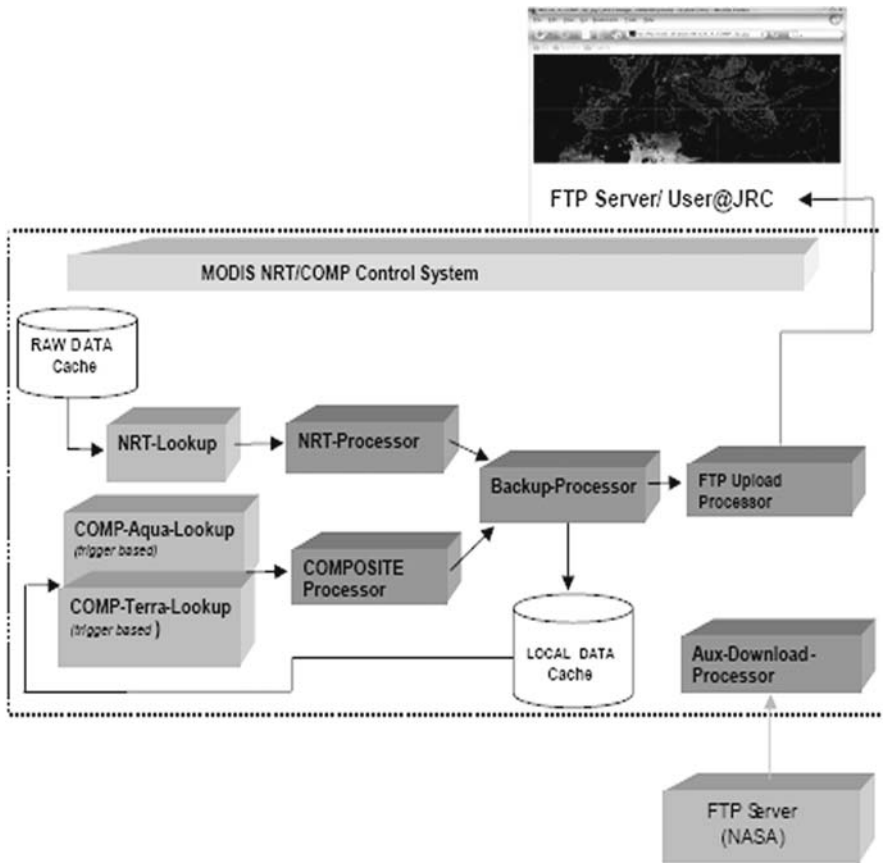 FTP Server/ User@JRC
MODIS NRT/COMP Control System
RAW DATA
Cache
NRT-Lookup
NRT-Processor
Backup-Processor
FTP Upload
Processor
COMP-Aqua-Lookup
(trigger based)
COMP-Terra-Lookup
(trigger based )
COMPOSITE
Processor
LOCAL DATA
Cache
Aux-Download-
Processor
FTP Server
(NASA)